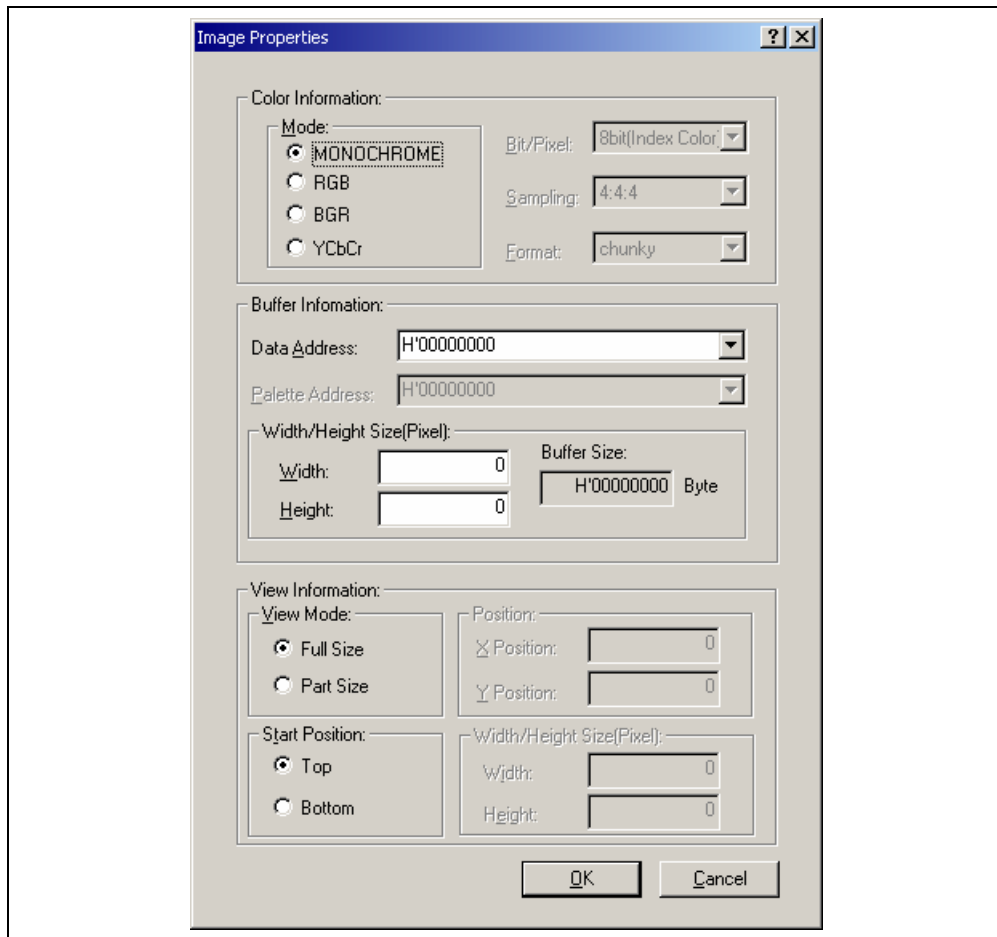 Image Properties
Color Information:
Mode:
MONOCHROME
RGB
BGR
YCbCr
Bit/Pixel: 8bit(Index Color)
Sampling: 4:4:4
Format: chunky
Buffer Infomation:
Data Address: H'00000000
Palette Address: H'00000000
Width/Height Size(Pixel):
Width: 0
Height: 0
Buffer Size:
H'00000000 Byte
View Information:
View Mode:
Full Size
Part Size
Position:
X Position: 0
Y Position: 0
Start Position:
Top
Bottom
Width/Height Size(Pixel):
Width: 0
Height: 0
OK Cancel